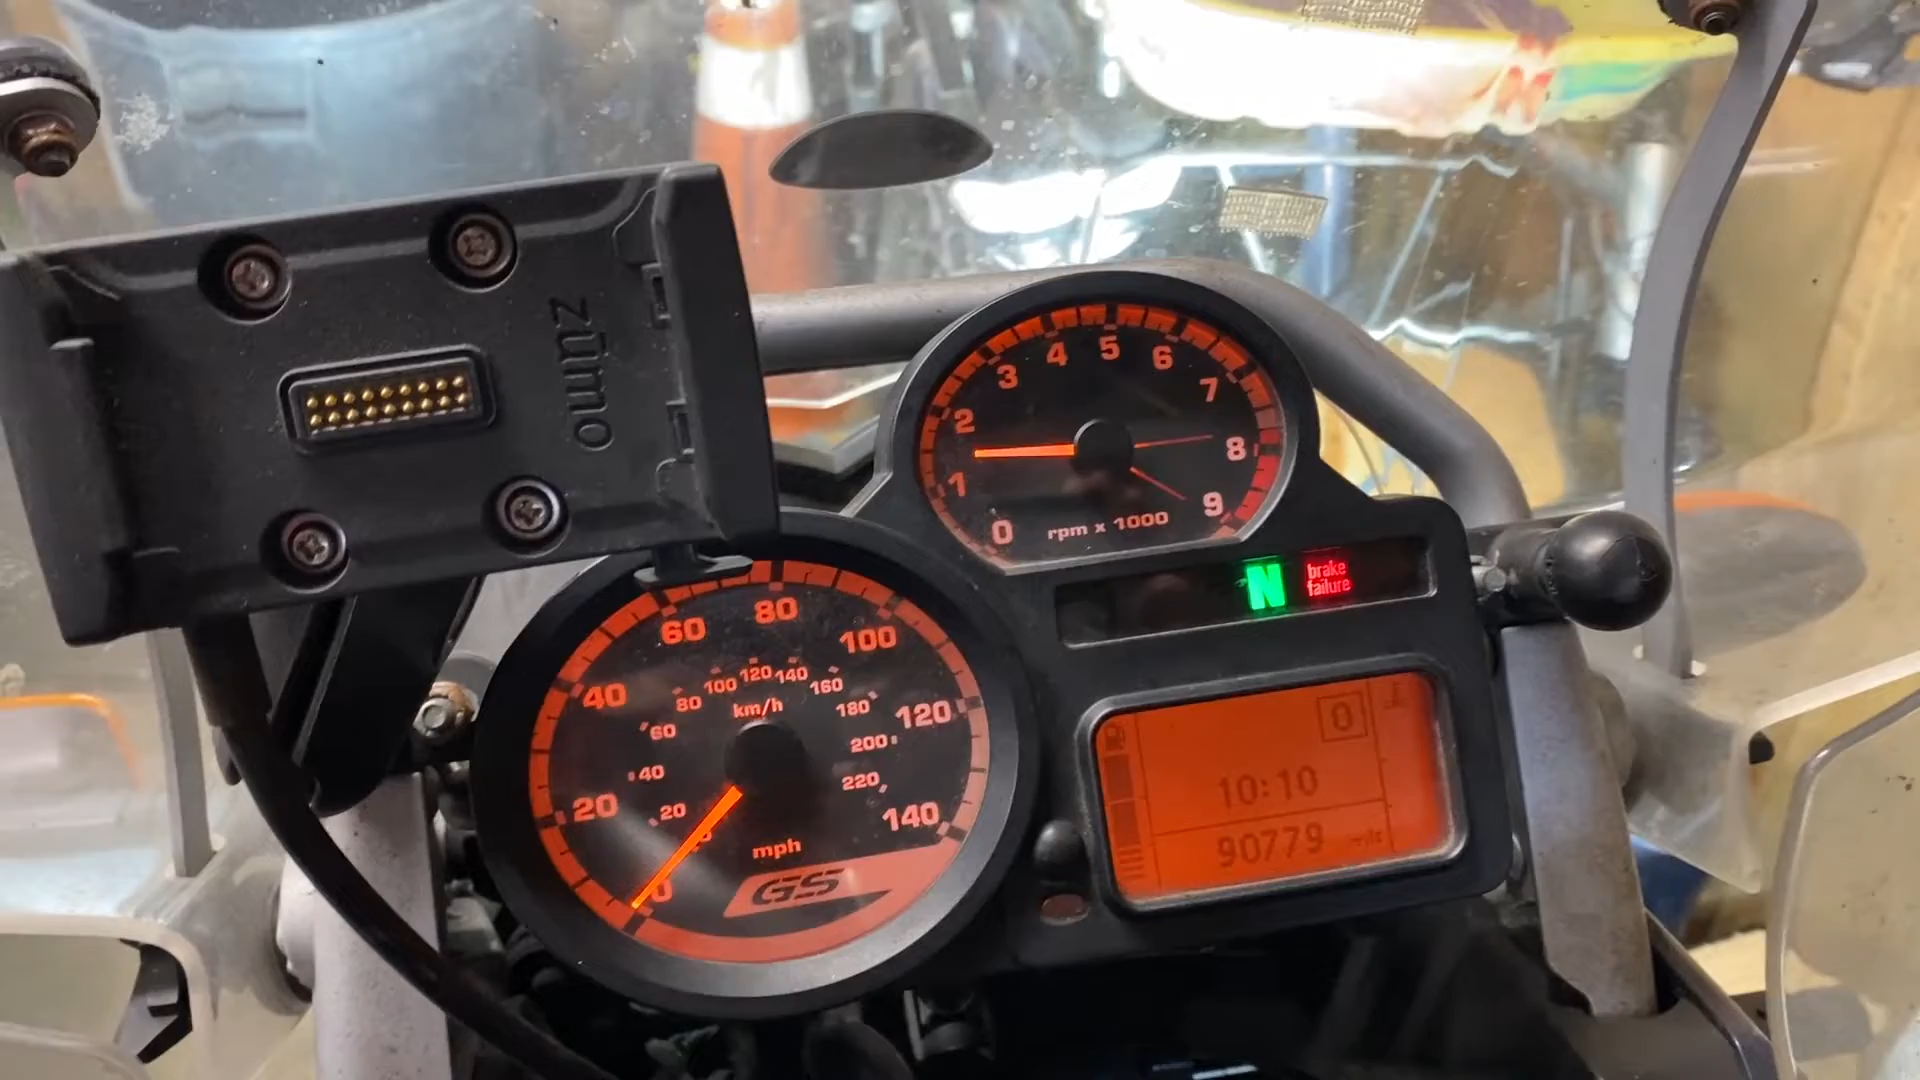 zūmo
0 1 2 3 4 5 6 7 8 9
rpm x 1000
N
brake
failure
0 20 40 60 80 100 120 140
20 40 60 80 100 120 140 160 180 200 220
km/h
mph
GS
0
10:10
90779